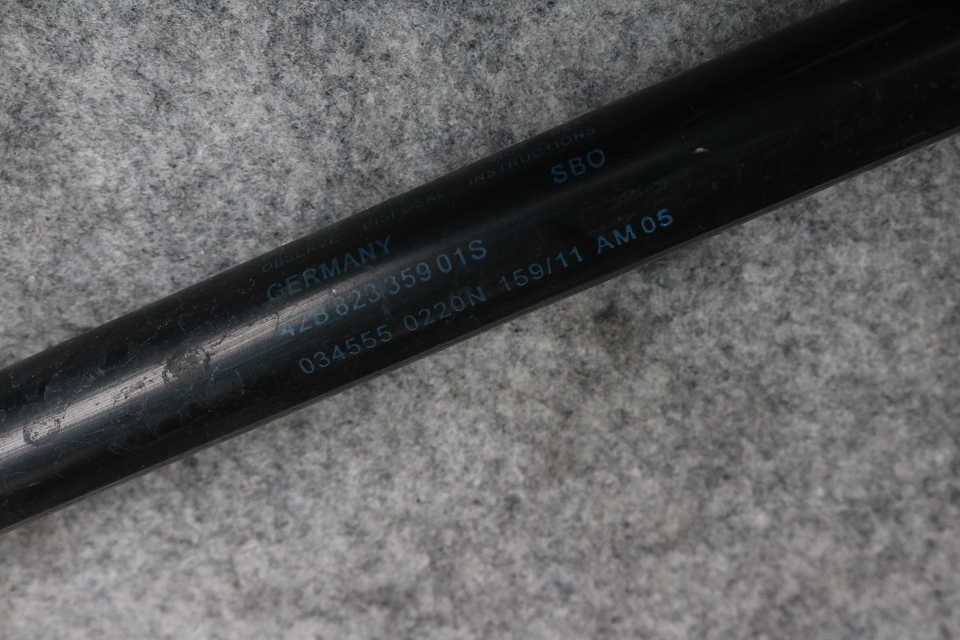 OBSERVE DISPOSAL INSTRUCTIONS
GERMANY SBO
4ZB 823 359 01S
034555 0220N 159/11 AM 05